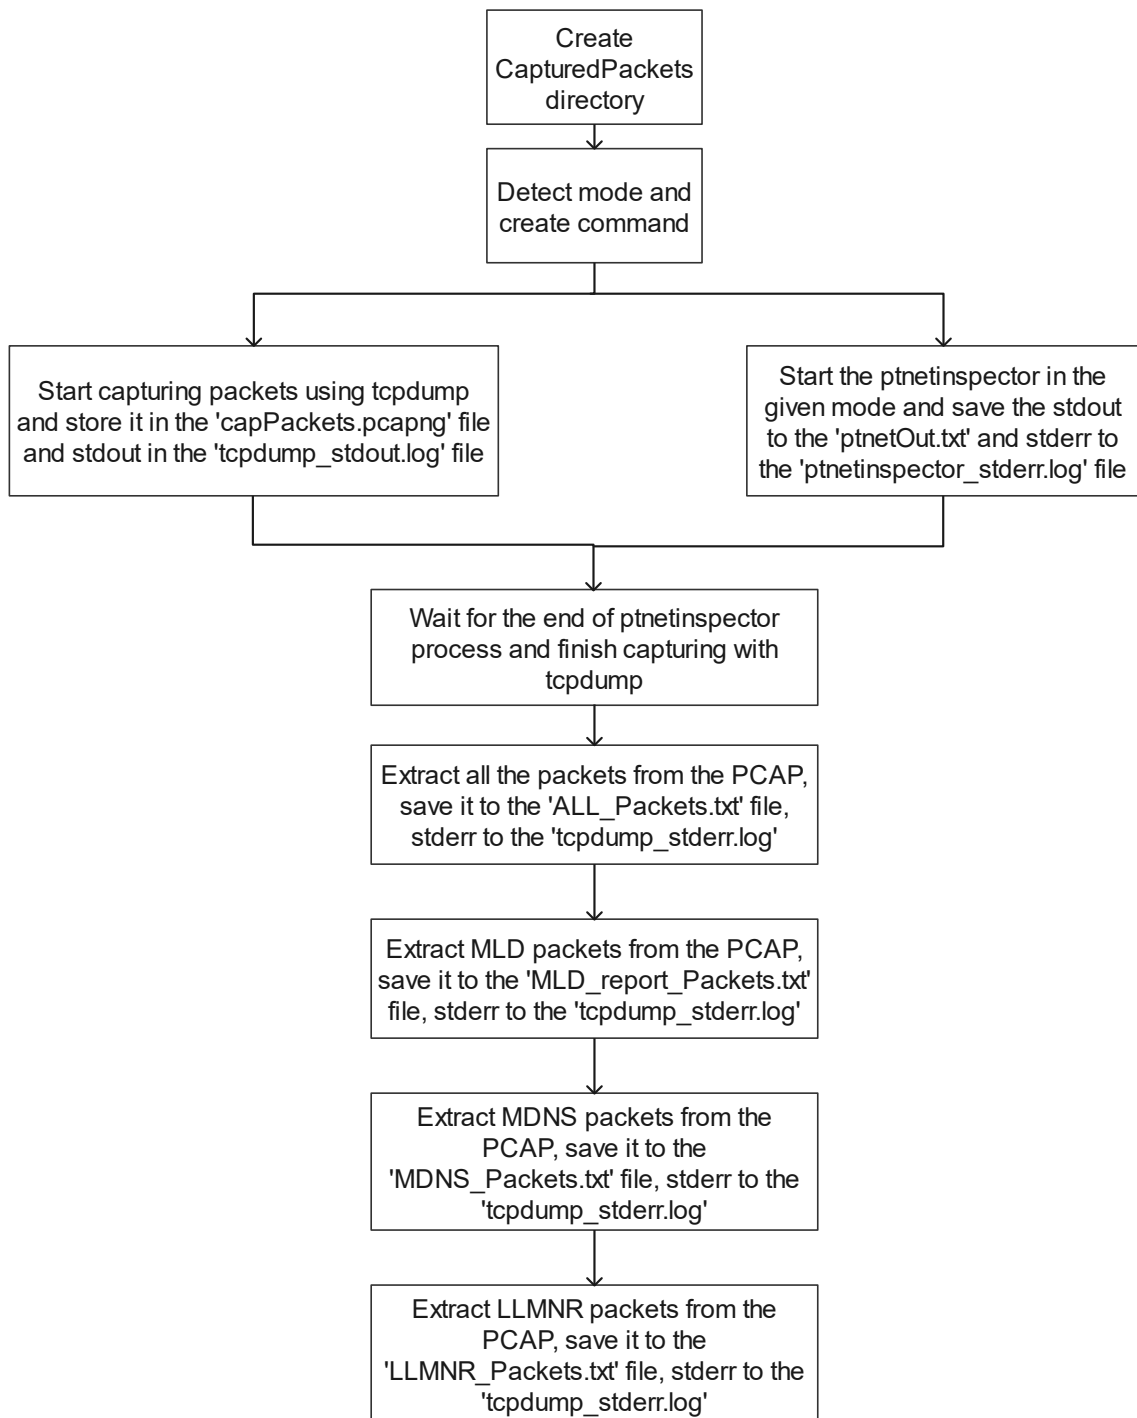 Create
CapturedPackets
directory
Detect mode and
create command
Start capturing packets using tcpdump
and store it in the 'capPackets.pcapng' file
and stdout in the 'tcpdump_stdout.log' file
Start the ptnetinspector in the
given mode and save the stdout
to the 'ptnetOut.txt' and stderr to
the 'ptnetinspector_stderr.log' file
Wait for the end of ptnetinspector
process and finish capturing with
tcpdump
Extract all the packets from the PCAP,
save it to the 'ALL_Packets.txt' file,
stderr to the 'tcpdump_stderr.log'
Extract MLD packets from the PCAP,
save it to the 'MLD_report_Packets.txt'
file, stderr to the 'tcpdump_stderr.log'
Extract MDNS packets from the
PCAP, save it to the
'MDNS_Packets.txt' file, stderr to the
'tcpdump_stderr.log'
Extract LLMNR packets from the
PCAP, save it to the
'LLMNR_Packets.txt' file, stderr to the
'tcpdump_stderr.log'